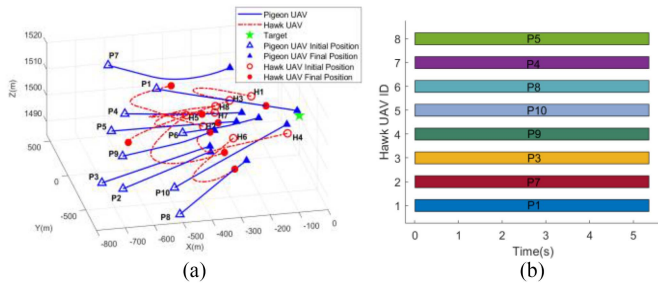 Pigeon UAV
Hawk UAV
Target
Pigeon UAV Initial Position
Pigeon UAV Final Position
Hawk UAV Initial Position
Hawk UAV Final Position
1520
1510
1500
1490
Z(m)
500
0
-500
Y(m)
-800
-700
-600
-500
-400
-300
-200
-100
0
X(m)
P7
P1
P4
P5
P6
P9
P3
P2
P10
P8
H1
H3
H8
H7
H6
H4
(a)
Hawk UAV ID
8
7
6
5
4
3
2
1
P5
P4
P8
P10
P9
P3
P7
P1
0
1
2
3
4
5
Time(s)
(b)